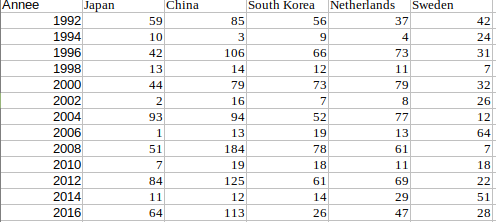 Annee Japan China South Korea Netherlands Sweden
1992 59 85 56 37 42
1994 10 3 9 4 24
1996 42 106 66 73 31
1998 13 14 12 11 7
2000 44 79 73 79 32
2002 2 16 7 8 26
2004 93 94 52 77 12
2006 1 13 19 13 64
2008 51 184 78 61 7
2010 7 19 18 11 18
2012 84 125 61 69 22
2014 11 12 14 29 51
2016 64 113 26 47 28